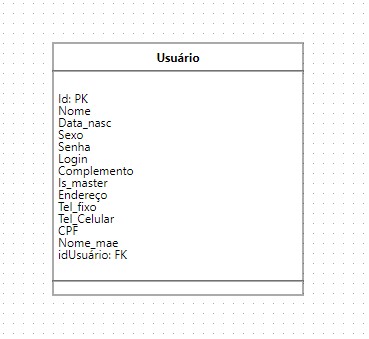 Usuário
Id: PK
Nome
Data_nasc
Sexo
Senha
Login
Complemento
Is_master
Endereço
Tel_fixo
Tel_Celular
CPF
Nome_mae
idUsuário: FK